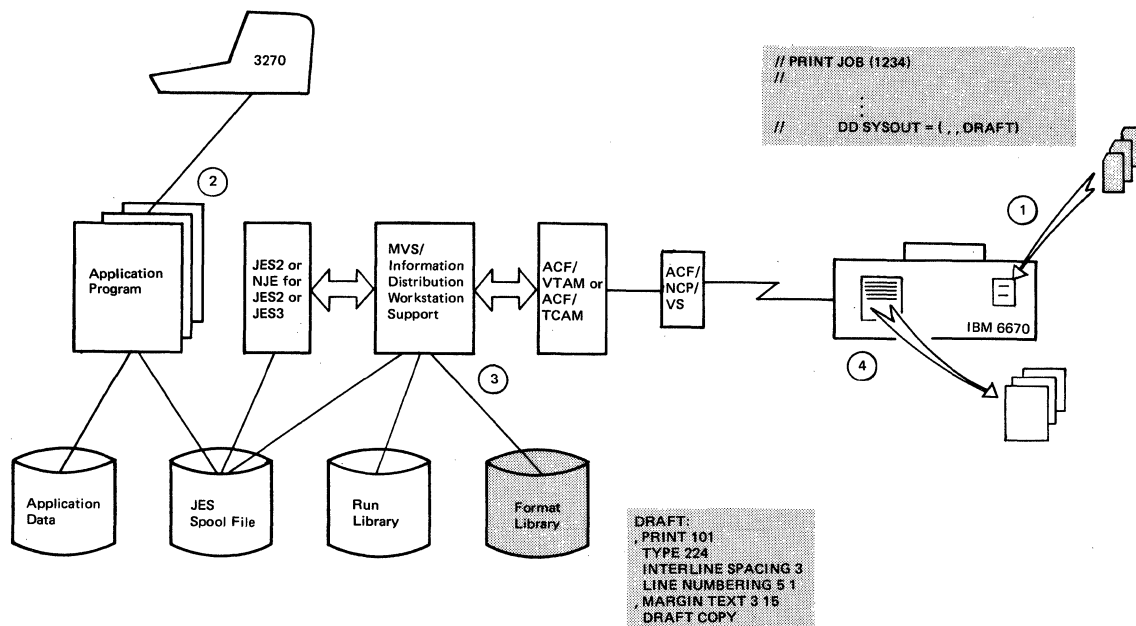 3270
// PRINT JOB (1234)
//
:
// DD SYSOUT = ( , , DRAFT)
1
2
Application
Program
JES2 or
NJE for
JES2 or
JES3
MVS/
Information
Distribution
Workstation
Support
ACF/
VTAM or
ACF/
TCAM
ACF/
NCP/
VS
IBM 6670
3
4
Application
Data
JES
Spool File
Run
Library
Format
Library
DRAFT:
, PRINT 101
TYPE 224
INTERLINE SPACING 3
LINE NUMBERING 5 1
, MARGIN TEXT 3 15
DRAFT COPY